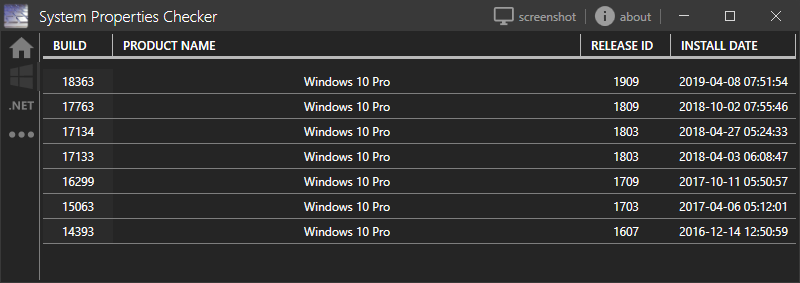 System Properties Checker screenshot about
BUILD PRODUCT NAME RELEASE ID INSTALL DATE
18363 Windows 10 Pro 1909 2019-04-08 07:51:54
17763 Windows 10 Pro 1809 2018-10-02 07:55:46
17134 Windows 10 Pro 1803 2018-04-27 05:24:33
17133 Windows 10 Pro 1803 2018-04-03 06:08:47
16299 Windows 10 Pro 1709 2017-10-11 05:50:57
15063 Windows 10 Pro 1703 2017-04-06 05:12:01
14393 Windows 10 Pro 1607 2016-12-14 12:50:59
.NET